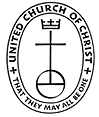 UNITED CHURCH OF CHRIST
THAT THEY MAY ALL BE ONE